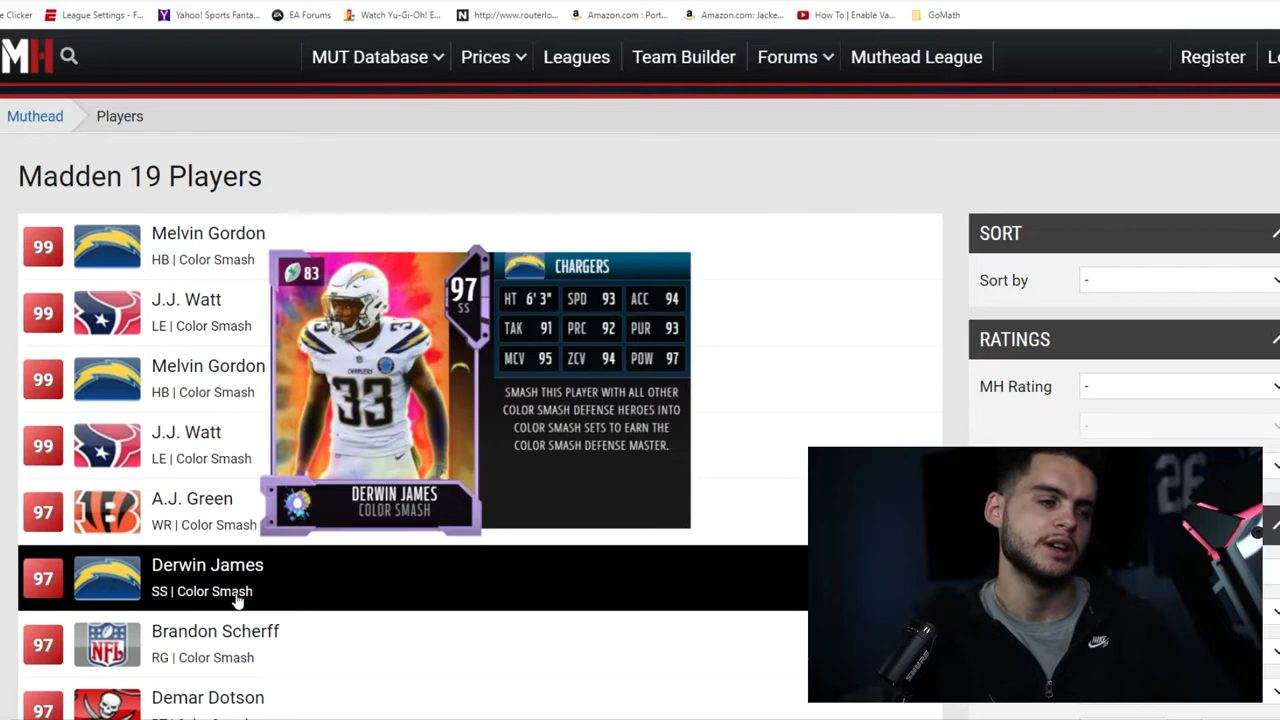 e Clicker
League Settings - F...
Yahoo! Sports Fanta...
EA Forums
Watch Yu-Gi-Oh! E...
http://www.routerlo...
Amazon.com : Port...
Amazon.com: Jacke...
How To | Enable Va...
GoMath
MH
MUT Database
Prices
Leagues
Team Builder
Forums
Muthead League
Register
Muthead
Players
Madden 19 Players
99
Melvin Gordon
HB | Color Smash
99
J.J. Watt
LE | Color Smash
99
Melvin Gordon
HB | Color Smash
99
J.J. Watt
LE | Color Smash
97
A.J. Green
WR | Color Smash
97
Derwin James
SS | Color Smash
97
Brandon Scherff
RG | Color Smash
97
Demar Dotson
83
97
SS
CHARGERS
33
DERWIN JAMES
COLOR SMASH
CHARGERS
HT 6' 3" SPD 93 ACC 94
TAK 91 PRC 92 PUR 93
MCV 95 ZCV 94 POW 97
SMASH THIS PLAYER WITH ALL OTHER
COLOR SMASH DEFENSE HEROES INTO
COLOR SMASH SETS TO EARN THE
COLOR SMASH DEFENSE MASTER.
SORT
Sort by
-
RATINGS
MH Rating
-
-
26
SHURE
NIKE